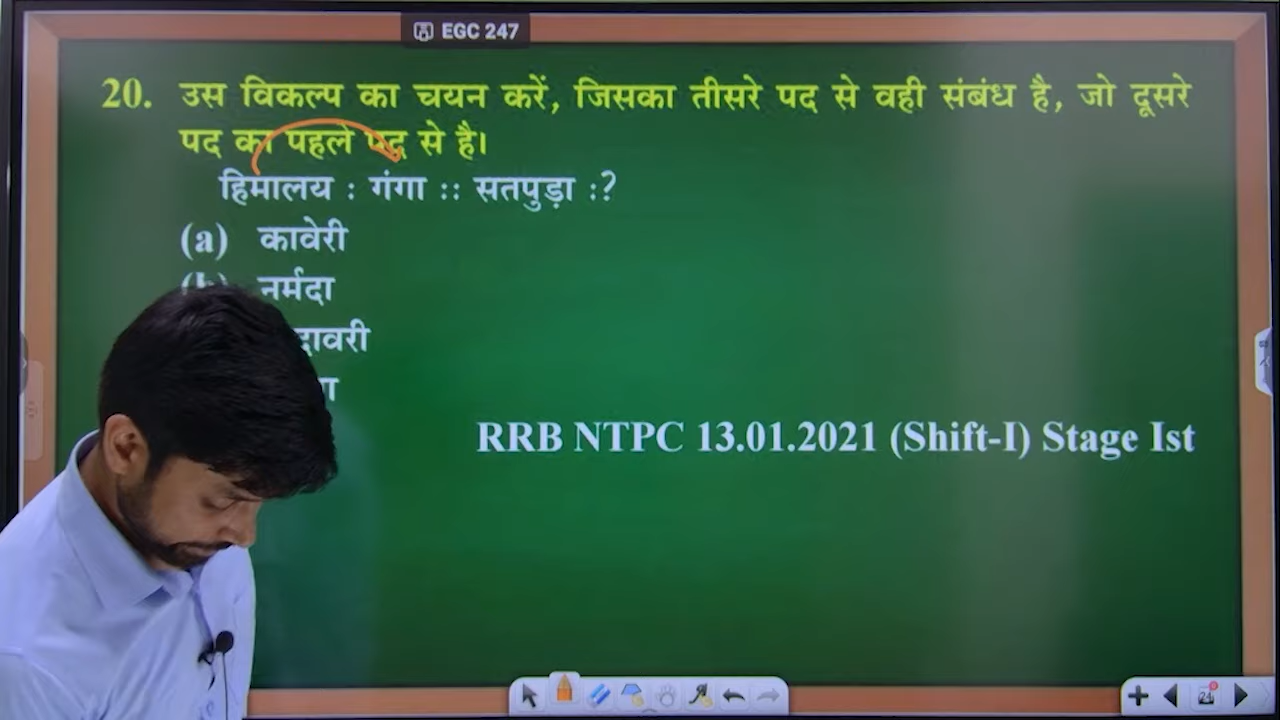 EGC 247
20. उस विकल्प का चयन करें, जिसका तीसरे पद से वही संबंध है, जो दूसरे
पद का पहले पद से है।
हिमालय : गंगा :: सतपुड़ा :?
(a) कावेरी
(b) नर्मदा
RRB NTPC 13.01.2021 (Shift-I) Stage Ist
24